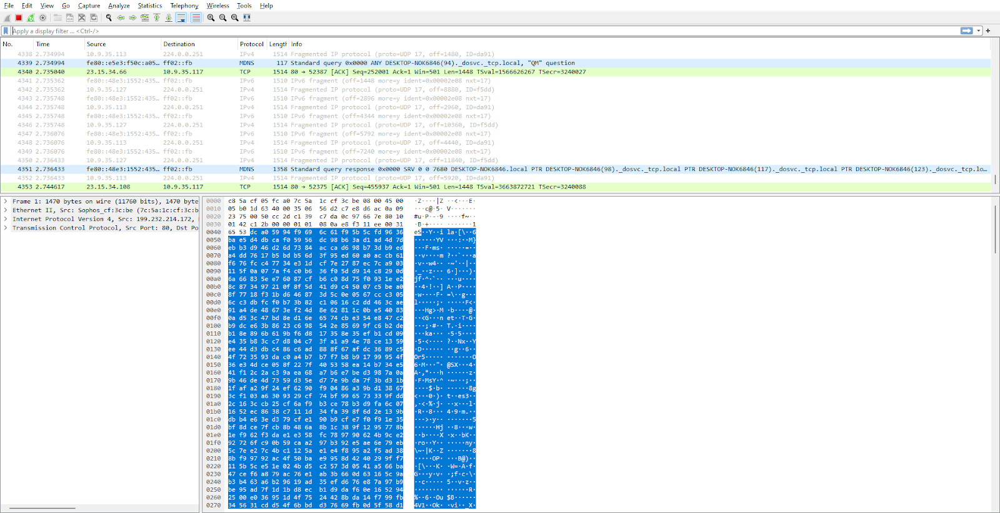 File Edit View Go Capture Analyze Statistics Telephony Wireless Tools Help
Apply a display filter ... <Ctrl-/>
No. Time Source Destination Protocol Length Info
4338 2.734994 10.9.35.113 224.0.0.251 IPv4 1514 Fragmented IP protocol (proto=UDP 17, off=1480, ID=da91)
4339 2.734994 fe80::e5e3:f50c:a05… ff02::fb MDNS 117 Standard query 0x0000 ANY DESKTOP-NOK6846(94)._dosvc._tcp.local, "QM" question
4340 2.735040 23.15.34.66 10.9.35.117 TCP 1514 80 → 52387 [ACK] Seq=252001 Ack=1 Win=501 Len=1448 TSval=1566626267 TSecr=3240027
4341 2.735362 fe80::48e3:1552:435… ff02::fb IPv6 1510 IPv6 fragment (off=1448 more=y ident=0x00002e08 nxt=17)
4342 2.735362 10.9.35.127 224.0.0.251 IPv4 1514 Fragmented IP protocol (proto=UDP 17, off=8880, ID=f5dd)
4343 2.735748 fe80::48e3:1552:435… ff02::fb IPv6 1510 IPv6 fragment (off=2896 more=y ident=0x00002e08 nxt=17)
4344 2.735748 10.9.35.113 224.0.0.251 IPv4 1514 Fragmented IP protocol (proto=UDP 17, off=2960, ID=da91)
4345 2.735748 fe80::48e3:1552:435… ff02::fb IPv6 1510 IPv6 fragment (off=4344 more=y ident=0x00002e08 nxt=17)
4346 2.735748 10.9.35.127 224.0.0.251 IPv4 1514 Fragmented IP protocol (proto=UDP 17, off=10360, ID=f5dd)
4347 2.736076 fe80::48e3:1552:435… ff02::fb IPv6 1510 IPv6 fragment (off=5792 more=y ident=0x00002e08 nxt=17)
4348 2.736076 10.9.35.113 224.0.0.251 IPv4 1514 Fragmented IP protocol (proto=UDP 17, off=4440, ID=da91)
4349 2.736076 fe80::48e3:1552:435… ff02::fb IPv6 1510 IPv6 fragment (off=7240 more=y ident=0x00002e08 nxt=17)
4350 2.736433 10.9.35.127 224.0.0.251 IPv4 1514 Fragmented IP protocol (proto=UDP 17, off=11840, ID=f5dd)
4351 2.736433 fe80::48e3:1552:435… ff02::fb MDNS 1358 Standard query response 0x0000 SRV 0 0 7680 DESKTOP-NOK6846.local PTR DESKTOP-NOK6846(98)._dosvc._tcp.local PTR DESKTOP-NOK6846(117)._dosvc._tcp.local PTR DESKTOP-NOK6846(123)._dosvc._tcp.lo…
4352 2.736433 10.9.35.113 224.0.0.251 IPv4 1514 Fragmented IP protocol (proto=UDP 17, off=5920, ID=da91)
4353 2.744617 23.15.34.108 10.9.35.117 TCP 1514 80 → 52375 [ACK] Seq=455937 Ack=1 Win=501 Len=1448 TSval=3663872721 TSecr=3240088
Frame 1: 1470 bytes on wire (11760 bits), 1470 byte
Ethernet II, Src: Sophos_cf:3c:be (7c:5a:1c:cf:3c:b
Internet Protocol Version 4, Src: 199.232.214.172,
Transmission Control Protocol, Src Port: 80, Dst Po
0000 c8 5a cf 05 fc a0 7c 5a 1c cf 3c be 08 00 45 00 ·Z····|Z ··<···E·
0010 05 b0 1d 63 40 00 35 06 56 d2 c7 e8 d6 ac 0a 09 ···c@·5· V·······
0020 23 75 00 50 cc 2d c1 39 c7 da 0c 97 66 7e 80 10 #u·P·-·9 ····f~··
0030 01 42 c1 2b 00 00 01 01 08 0a e8 f3 11 ee 00 31 ·B·+···· ·······1
0040 65 53 dc a0 59 94 f9 69 6c 61 f9 5b 5c fd 96 36 eS··Y··i la·[\··6
0050 ba e5 d4 db ca f0 59 56 dc 98 b6 3a d1 ad 4d 7d ······YV ···:··M}
0060 eb b3 d9 46 d2 6d 73 84 ac ca d6 98 b7 3d b9 ed ···F·ms· ·····=··
0070 a4 dd 76 17 b5 bd b5 6d 3f 95 ed 60 a0 ac cb 61 ··v····m ?··`···a
0080 f6 76 fc c4 77 34 e3 1d cf 7e 27 87 ec 7c a9 03 ·v··w4·· ·~'··|··
0090 11 5f 0a 07 7a f4 c0 b6 36 f0 5d d9 14 c8 29 0d ·_··z··· 6·]···)·
00a0 6a 66 83 5e e7 60 87 cf b6 c0 8d 75 f0 93 1e e2 jf·^·`·· ···u····
00b0 8c 87 34 97 21 0f 8f 5d 41 d9 c4 50 07 c5 be a0 ··4·!··] A··P····
00c0 8f 77 18 f3 1b d6 46 87 3d 5c 0e 05 67 cc c3 05 ·w····F· =\··g···
00d0 6c c3 db fc f0 b7 3b 82 c1 06 16 c2 dd 46 3c ae l·····;· ·····F<·
00e0 91 a4 de 48 67 3e f2 4d 8e 62 81 1c 0b e5 40 83 ···Hg>·M ·b····@·
00f0 0a d5 3c 47 bd 8e d1 6e 65 74 cb e3 54 e8 47 c2 ··<G···n et··T·G·
0100 b9 dc e6 3b 86 23 c6 98 54 2e 85 69 9f c6 b2 de ···;·#·· T.·i····
0110 b1 8e 89 6b 61 9b f6 d8 17 35 8e 35 ef b1 cd 09 ···ka··· ·5·5····
0120 e4 35 b8 3c c7 d8 04 c7 3f a1 a9 4e 78 ce 13 59 ·5·<···· ?··Nx··Y
0130 ee 44 d3 db c4 86 c6 ad 88 8f 67 af dc 36 89 c5 ·D······ ··g··6··
0140 4f 72 35 93 da c0 a4 b7 b7 f7 b8 b9 17 99 95 4f Or5····· ·······O
0150 36 e3 4d ce 05 8f 22 7f 40 53 58 ea 14 b7 34 e5 6·M···"· @SX···4·
0160 41 f1 2c 2a c3 9a ea 68 a7 b6 e7 be d3 98 7a 0a A·,*···h ······z·
0170 9b 46 de 4d 73 59 d3 5e d7 7e 9b da 7f 3b d3 1b ·F·MsY·^ ·~···;··
0180 1f af a2 9f 24 ef 62 90 f9 04 86 a3 9b d1 38 67 ····$·b· ······8g
0190 3c f1 03 a6 30 93 29 cf 74 bf 99 65 73 33 9f dd <···0·)· t··es3··
01a0 2c 16 3c cb 25 cf 6a f9 b3 ce 78 b3 d9 fa 6c 07 ,·<·%·j· ··x···l·
01b0 16 52 ec 86 38 c7 11 1d 34 fa 39 8f 6d 2e 13 9b ·R··8··· 4·9·m.··
01c0 db b4 e6 3e d3 79 cf e1 90 b9 cf e7 f0 f9 1e 35 ···>·y·· ·······5
01d0 bf 8d ce 7f cb 8b 48 6a 8b 1c 38 9f 12 95 77 8b ······Hj ··8···w·
01e0 1e f9 62 f3 da e1 e3 58 fc 78 97 90 62 4b 9c e2 ··b····X ·x··bK··
01f0 92 72 6f c9 0b 59 ca a2 97 b3 92 e5 ae 6e 79 eb ·ro··Y·· ·····ny·
0200 5c 7e e2 7c 4b c1 12 5a e1 e4 f8 95 a2 f5 ad 38 \~·|K··Z ·······8
0210 8b f9 97 92 ac 4f 50 ba e9 95 8d 42 40 29 9f f7 ·····OP· ···B@)··
0220 11 5b 5c e5 1e 02 4b d5 c2 57 3d 05 41 a5 66 ba ·[\···K· ·W=·A·f·
0230 47 ce f6 a8 79 ac 76 e1 ab 3b 66 0d 63 16 5c 9a G···y·v· ·;f·c·\·
0240 b3 b4 63 a6 b2 96 19 ad 35 ef d6 76 e8 7a 97 b9 ··c····· 5··v·z··
0250 be 95 ad 7f 1d 1b d8 ec b1 d9 da f6 0e 16 52 94 ········ ······R·
0260 25 00 e0 36 95 1d 4f 75 24 42 8b da 14 f7 99 fb %··6··Ou $B······
0270 34 56 31 cd d5 4f 6b bd d3 76 69 fb 0d 5f 58 d1 4V1··Ok· ·vi··_X·